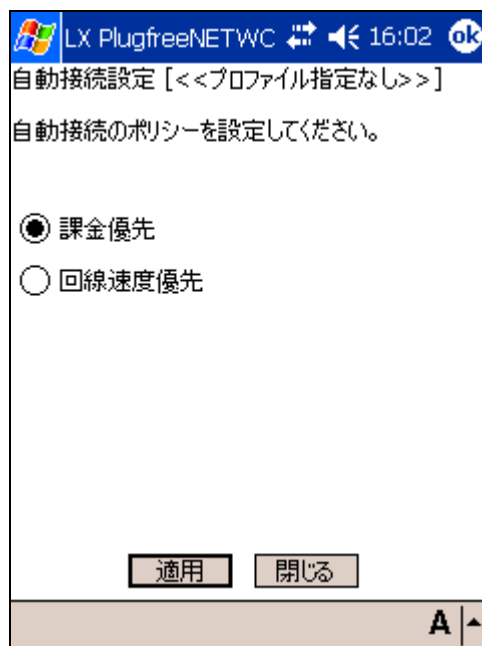 LX PlugfreeNETWC 16:02 ok
自動接続設定 [<<プロファイル指定なし>>]
自動接続のポリシーを設定してください。
課金優先
回線速度優先
適用 閉じる
A